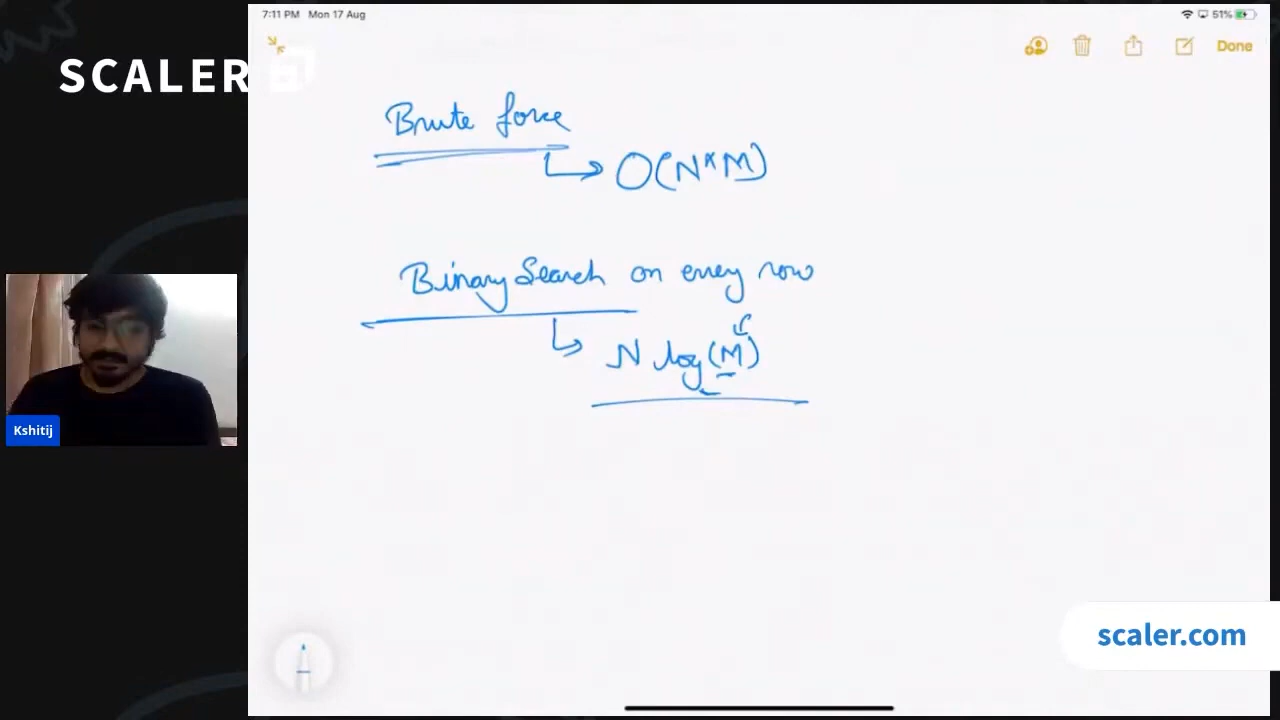 7:11 PM Mon 17 Aug
51%
SCALER
Done
Brute force
O(N*M)
Binary Search on every row
N log(M)
Kshitij
scaler.com